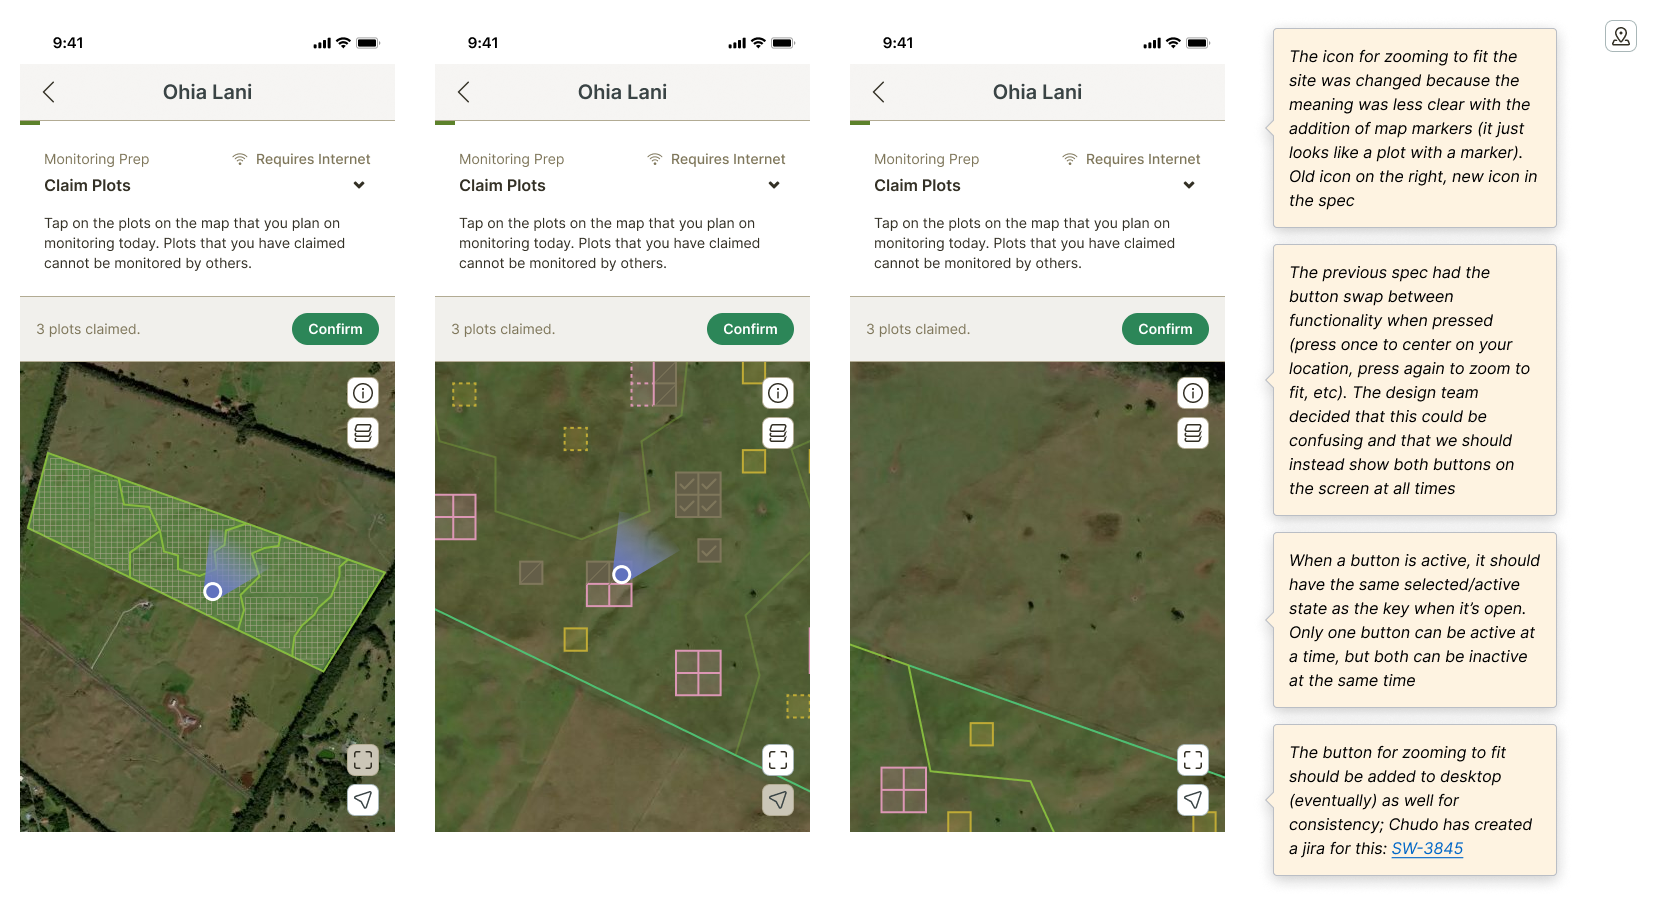 9:41
Ohia Lani
Monitoring Prep
Requires Internet
Claim Plots
Tap on the plots on the map that you plan on
monitoring today. Plots that you have claimed
cannot be monitored by others.
3 plots claimed.
Confirm
9:41
Ohia Lani
Monitoring Prep
Requires Internet
Claim Plots
Tap on the plots on the map that you plan on
monitoring today. Plots that you have claimed
cannot be monitored by others.
3 plots claimed.
Confirm
9:41
Ohia Lani
Monitoring Prep
Requires Internet
Claim Plots
Tap on the plots on the map that you plan on
monitoring today. Plots that you have claimed
cannot be monitored by others.
3 plots claimed.
Confirm
The icon for zooming to fit the
site was changed because the
meaning was less clear with the
addition of map markers (it just
looks like a plot with a marker).
Old icon on the right, new icon in
the spec
The previous spec had the
button swap between
functionality when pressed
(press once to center on your
location, press again to zoom to
fit, etc). The design team
decided that this could be
confusing and that we should
instead show both buttons on
the screen at all times
When a button is active, it should
have the same selected/active
state as the key when it's open.
Only one button can be active at
a time, but both can be inactive
at the same time
The button for zooming to fit
should be added to desktop
(eventually) as well for
consistency; Chudo has created
a jira for this: SW-3845